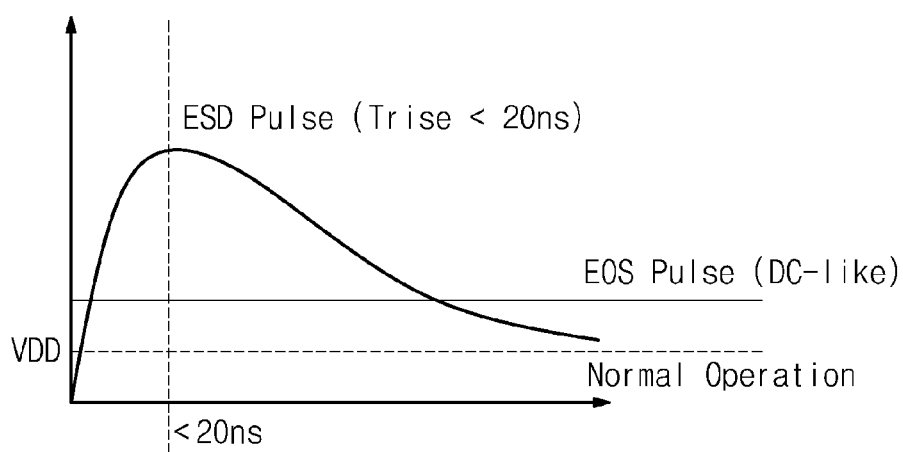 ESD Pulse (Trise < 20ns)
EOS Pulse (DC-like)
VDD
Normal Operation
<20ns